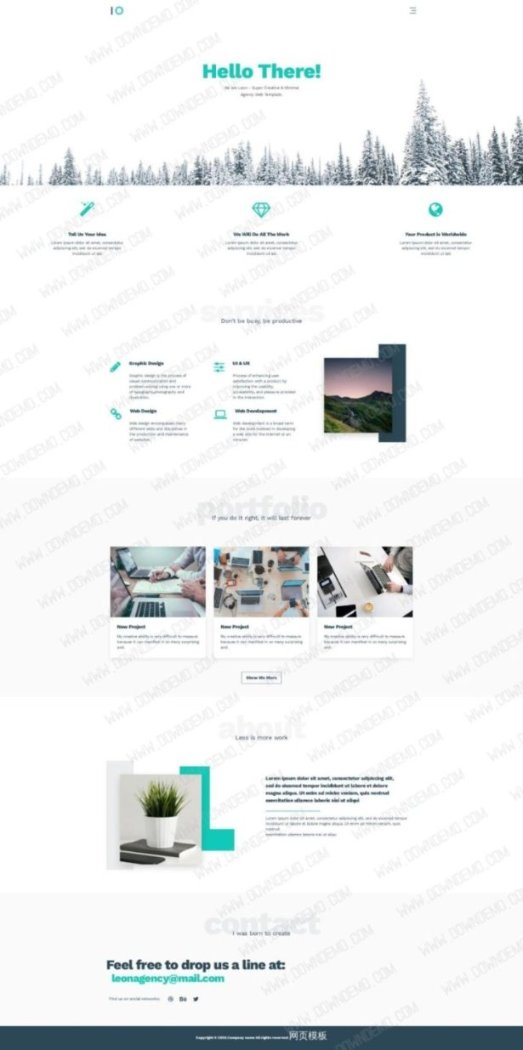 Hello There!
We Are Leon - Super Creative & Minimal
Agency Web Template
Tell Us Your Idea
Lorem ipsum dolor sit amet, consectetur
adipiscing elit, sed do eiusmod tempor
incididunt ut lab
We Will Do All The Work
Lorem ipsum dolor sit amet, consectetur
adipiscing elit, sed do eiusmod tempor
incididunt ut lab
Your Product is Worldwide
Lorem ipsum dolor sit amet, consectetur
adipiscing elit, sed do eiusmod tempor
incididunt ut lab
services
Don't be busy, be productive
Graphic Design
Graphic design is the process of
visual communication and
problem-solving using one or more
of typography, photography and
illustration.
UI & UX
Process of enhancing user
satisfaction with a product by
improving the usability,
accessibility, and pleasure provided
in the interaction.
Web Design
Web design encompasses many
different skills and disciplines in
the production and maintenance
of websites.
Web Development
Web development is a broad term
for the work involved in developing
a web site for the Internet or an
intranet.
portfolio
If you do it right, it will last forever
New Project
My creative ability is very difficult to measure
because it can manifest in so many surprising
and.
New Project
My creative ability is very difficult to measure
because it can manifest in so many surprising
and.
New Project
My creative ability is very difficult to measure
because it can manifest in so many surprising
and.
Show Me More
about
Less is more work
Lorem ipsum dolor sit amet, consectetur adipiscing elit,
sed do eiusmod tempor incididunt ut labore et dolore
magna aliqua. Ut enim ad minim veniam, quis nostrud
exercitation ullamco laboris nisi ut aliqui
Lorem ipsum dolor sit amet, consectetur adipiscing elit, sed do eiusmod tempor
incididunt ut labore et dolore magna aliqua. Ut enim ad minim veniam, quis
nostrud
exercitation ullamco laboris nisi ut aliqui.
contact
I was born to create
Feel free to drop us a line at:
leonagency@mail.com
Find us on social networks:
Copyright © Company name All rights reserved.网页模板
WWW.DOWNDEMO.COM